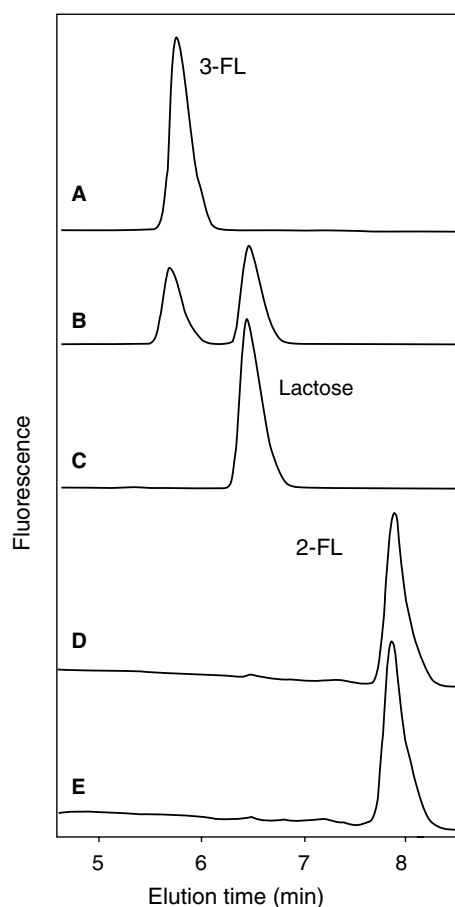 3-FL
A
B
Lactose
C
2-FL
D
E
Fluorescence
5 6 7 8
Elution time (min)